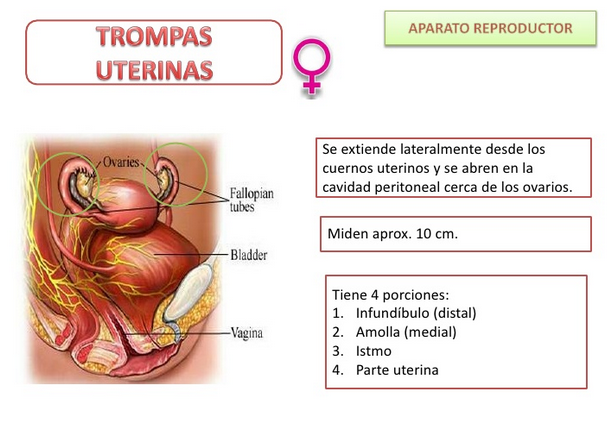 TROMPAS
UTERINAS
APARATO REPRODUCTOR
Ovaries
Fallopian
tubes
Bladder
Vagina
Se extiende lateralmente desde los
cuernos uterinos y se abren en la
cavidad peritoneal cerca de los ovarios.
Miden aprox. 10 cm.
Tiene 4 porciones:
1. Infundíbulo (distal)
2. Amolla (medial)
3. Istmo
4. Parte uterina